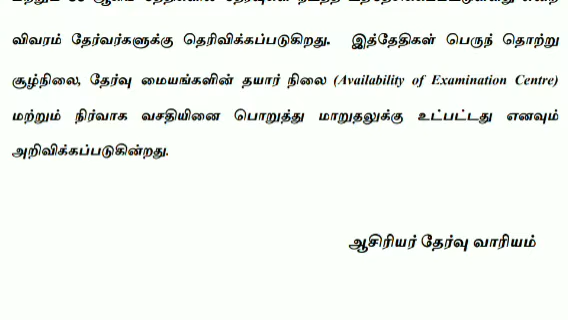 விவரம் தேர்வர்களுக்கு தெரிவிக்கப்படுகிறது. இத்தேதிகள் பெருந் தொற்று
சூழ்நிலை, தேர்வு மையங்களின் தயார் நிலை (Availability of Examination Centre)
மற்றும் நிர்வாக வசதியினை பொறுத்து மாறுதலுக்கு உட்பட்டது எனவும்
அறிவிக்கப்படுகின்றது.
ஆசிரியர் தேர்வு வாரியம்